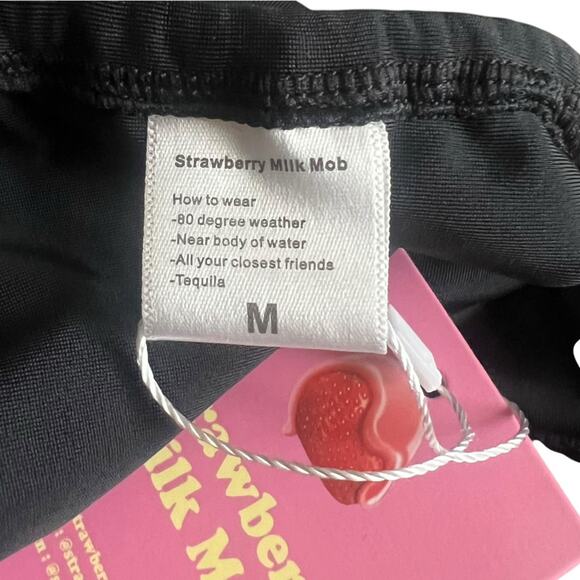 Strawberry Milk Mob
How to wear
-80 degree weather
-Near body of water
-All your closest friends
-Tequila
M